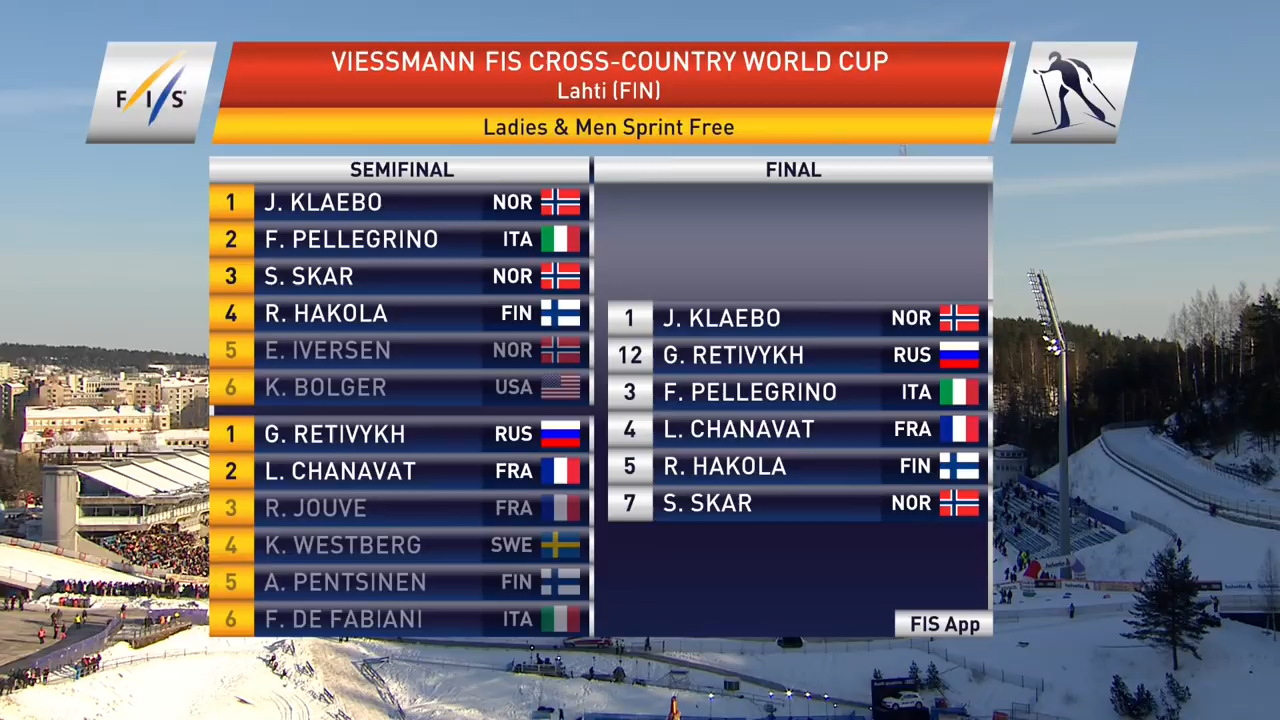 FIS
VIESSMANN FIS CROSS-COUNTRY WORLD CUP
Lahti (FIN)
Ladies & Men Sprint Free
SEMIFINAL
1 J. KLAEBO NOR
2 F. PELLEGRINO ITA
3 S. SKAR NOR
4 R. HAKOLA FIN
5 E. IVERSEN NOR
6 K. BOLGER USA
1 G. RETIVYKH RUS
2 L. CHANAVAT FRA
3 R. JOUVE FRA
4 K. WESTBERG SWE
5 A. PENTSINEN FIN
6 F. DE FABIANI ITA
FINAL
1 J. KLAEBO NOR
12 G. RETIVYKH RUS
3 F. PELLEGRINO ITA
4 L. CHANAVAT FRA
5 R. HAKOLA FIN
7 S. SKAR NOR
FIS App